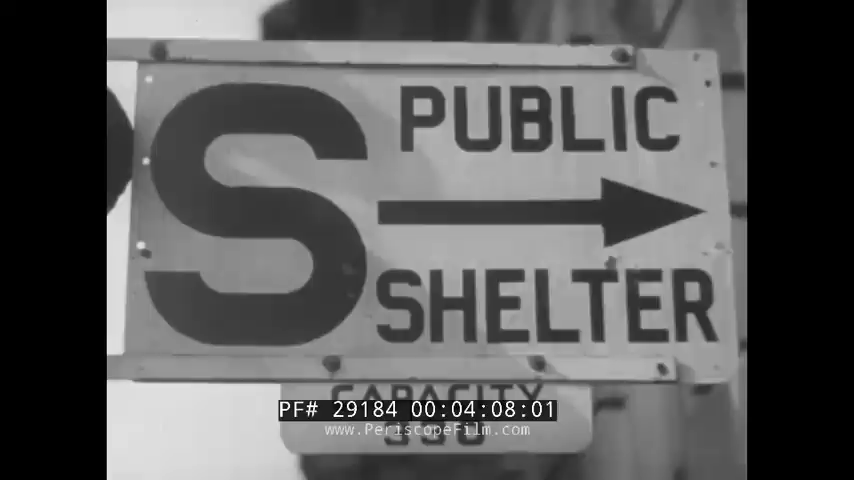 S PUBLIC
SHELTER
CAPACITY
PF# 29184 00:04:08:01
www.PeriscopeFilm.com